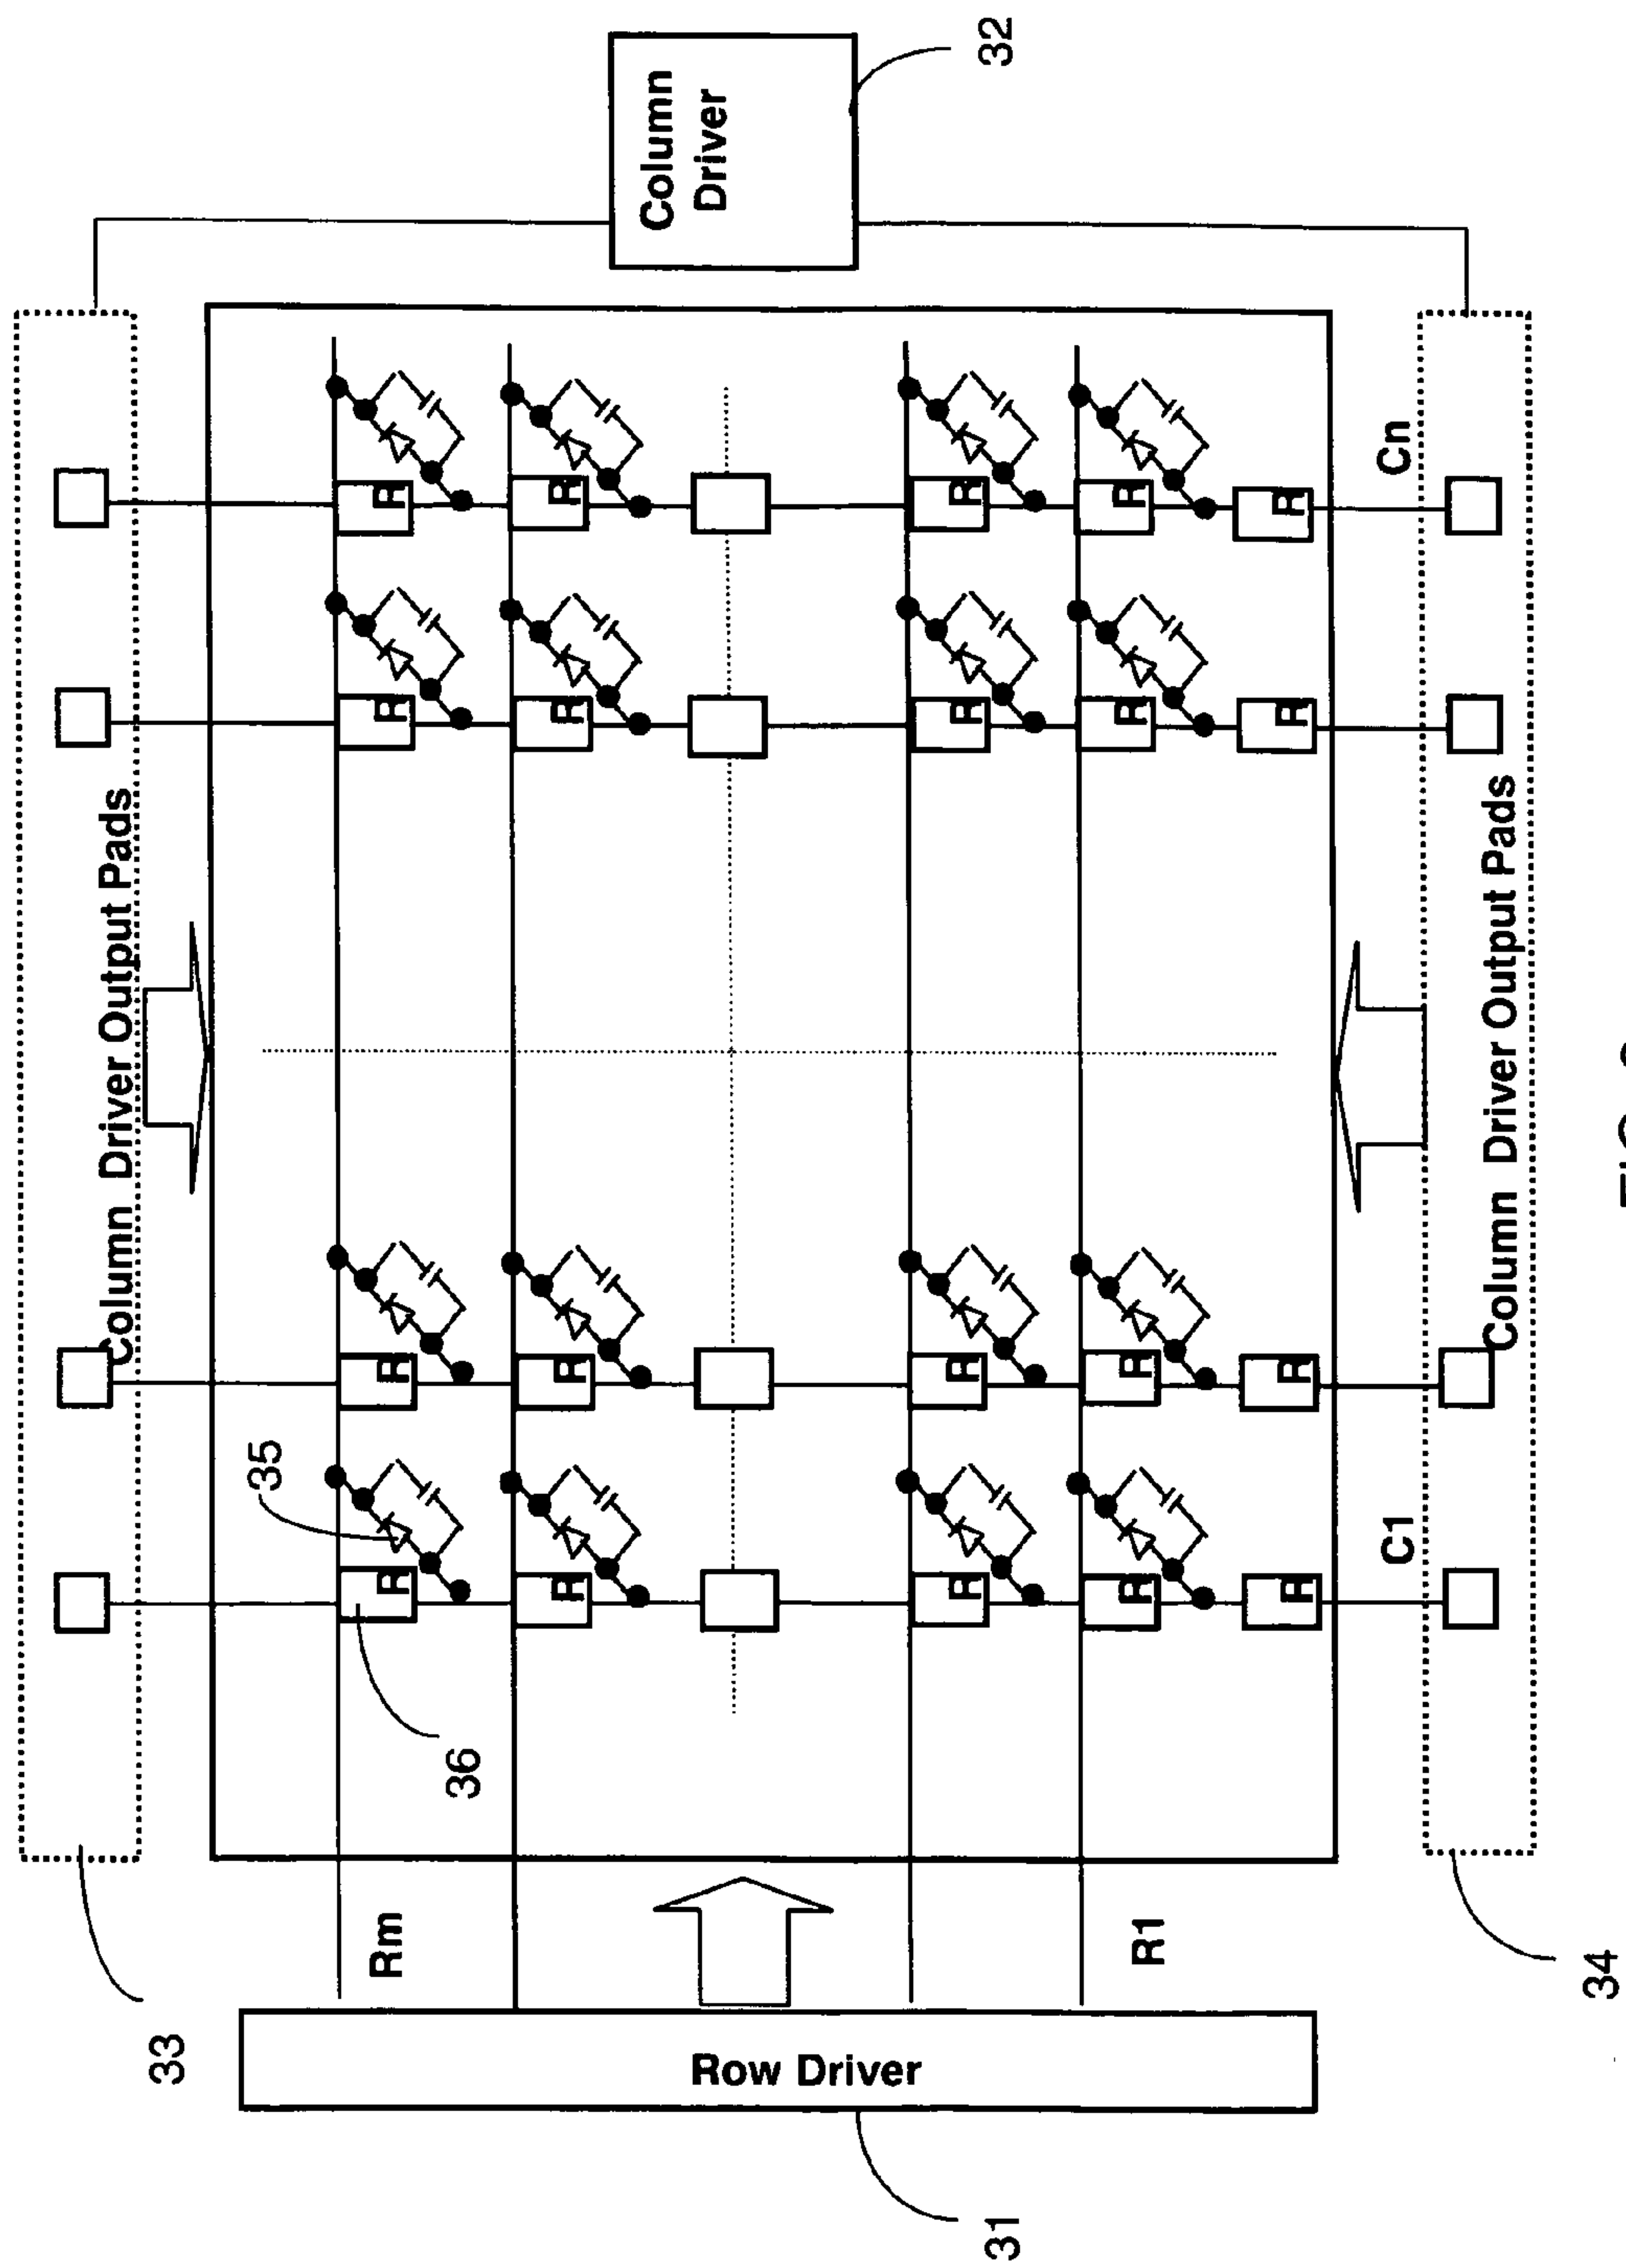 32
Column
Driver
Column Driver Output Pads
R
R
R
R
R
Cn
R
R
R
R
R
Column Driver Output Pads
35
R
R
R
R
R
36
R
R
R
R
R
C1
Rm
R1
33
34
Row Driver
31
FIG.